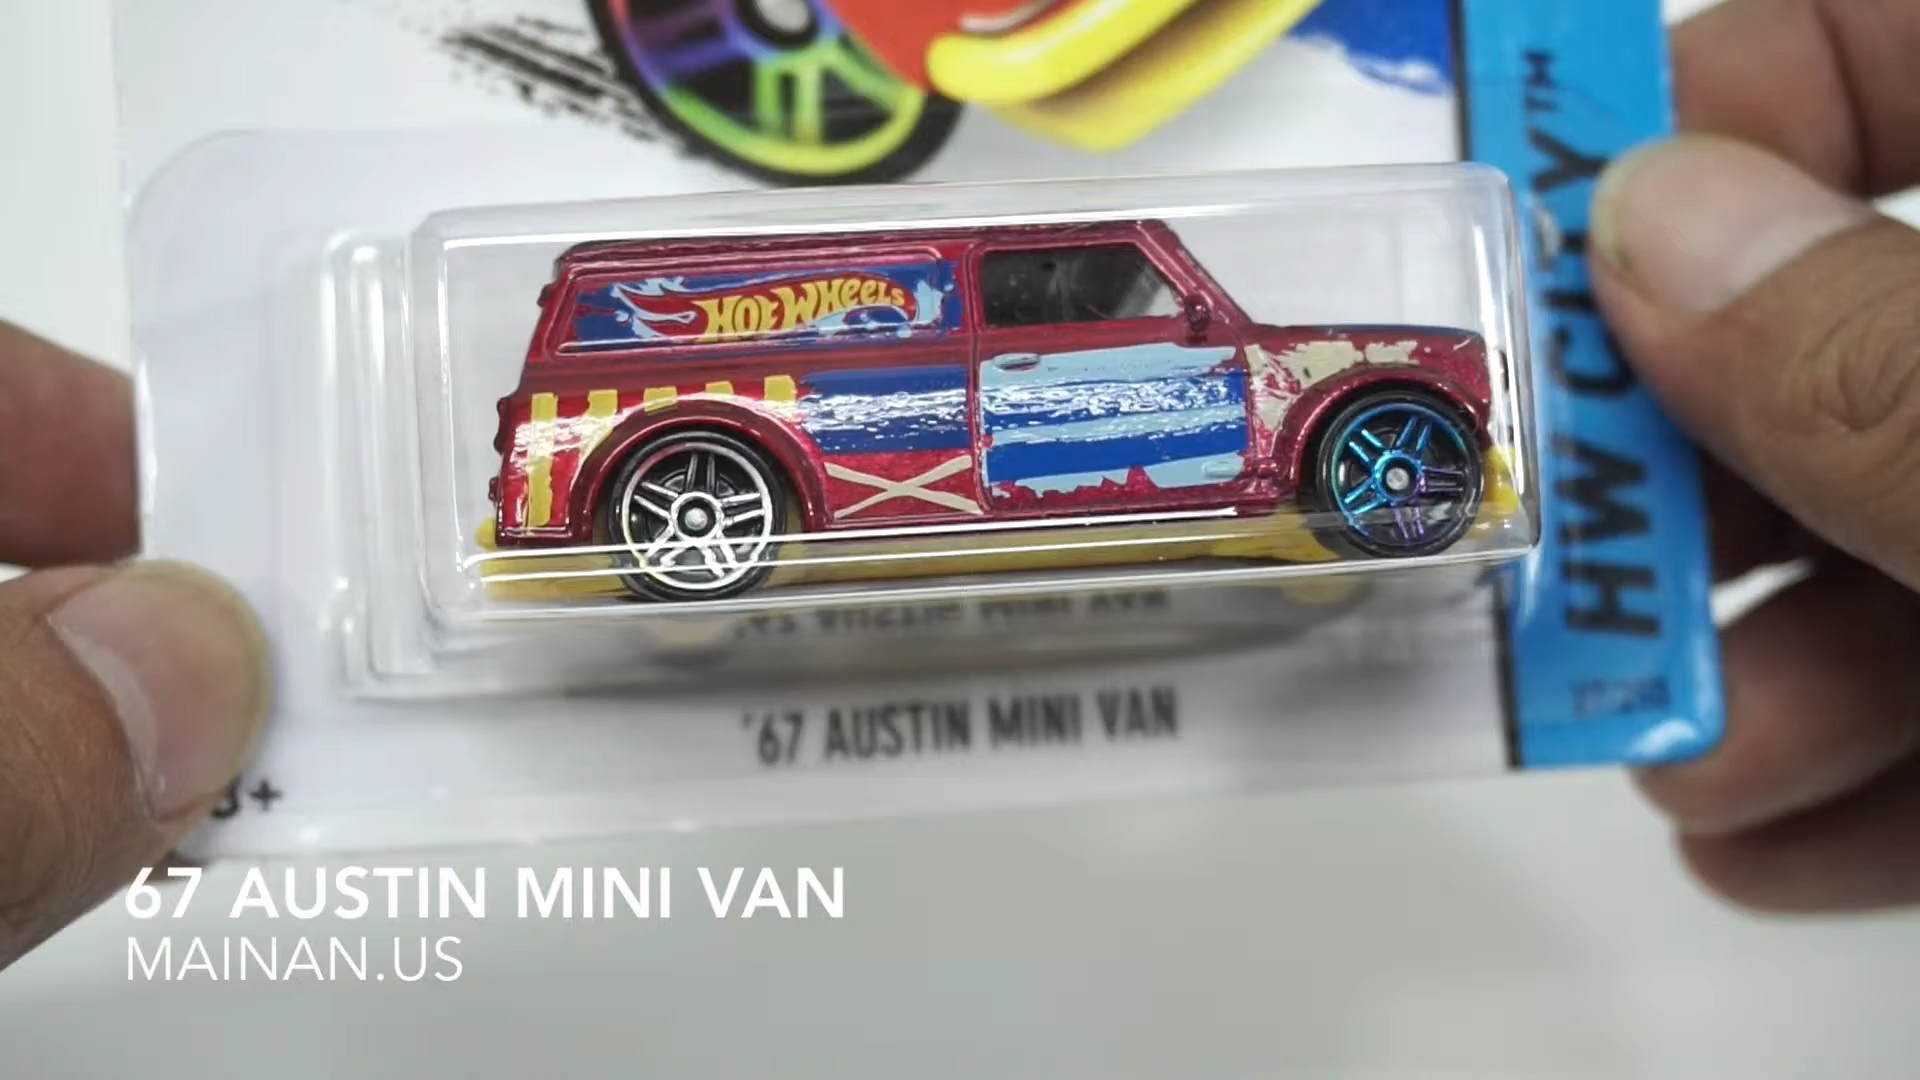 HOT WHEELS
HW CITY™
'67 AUSTIN MINI VAN
3+
67 AUSTIN MINI VAN
MAINAN.US